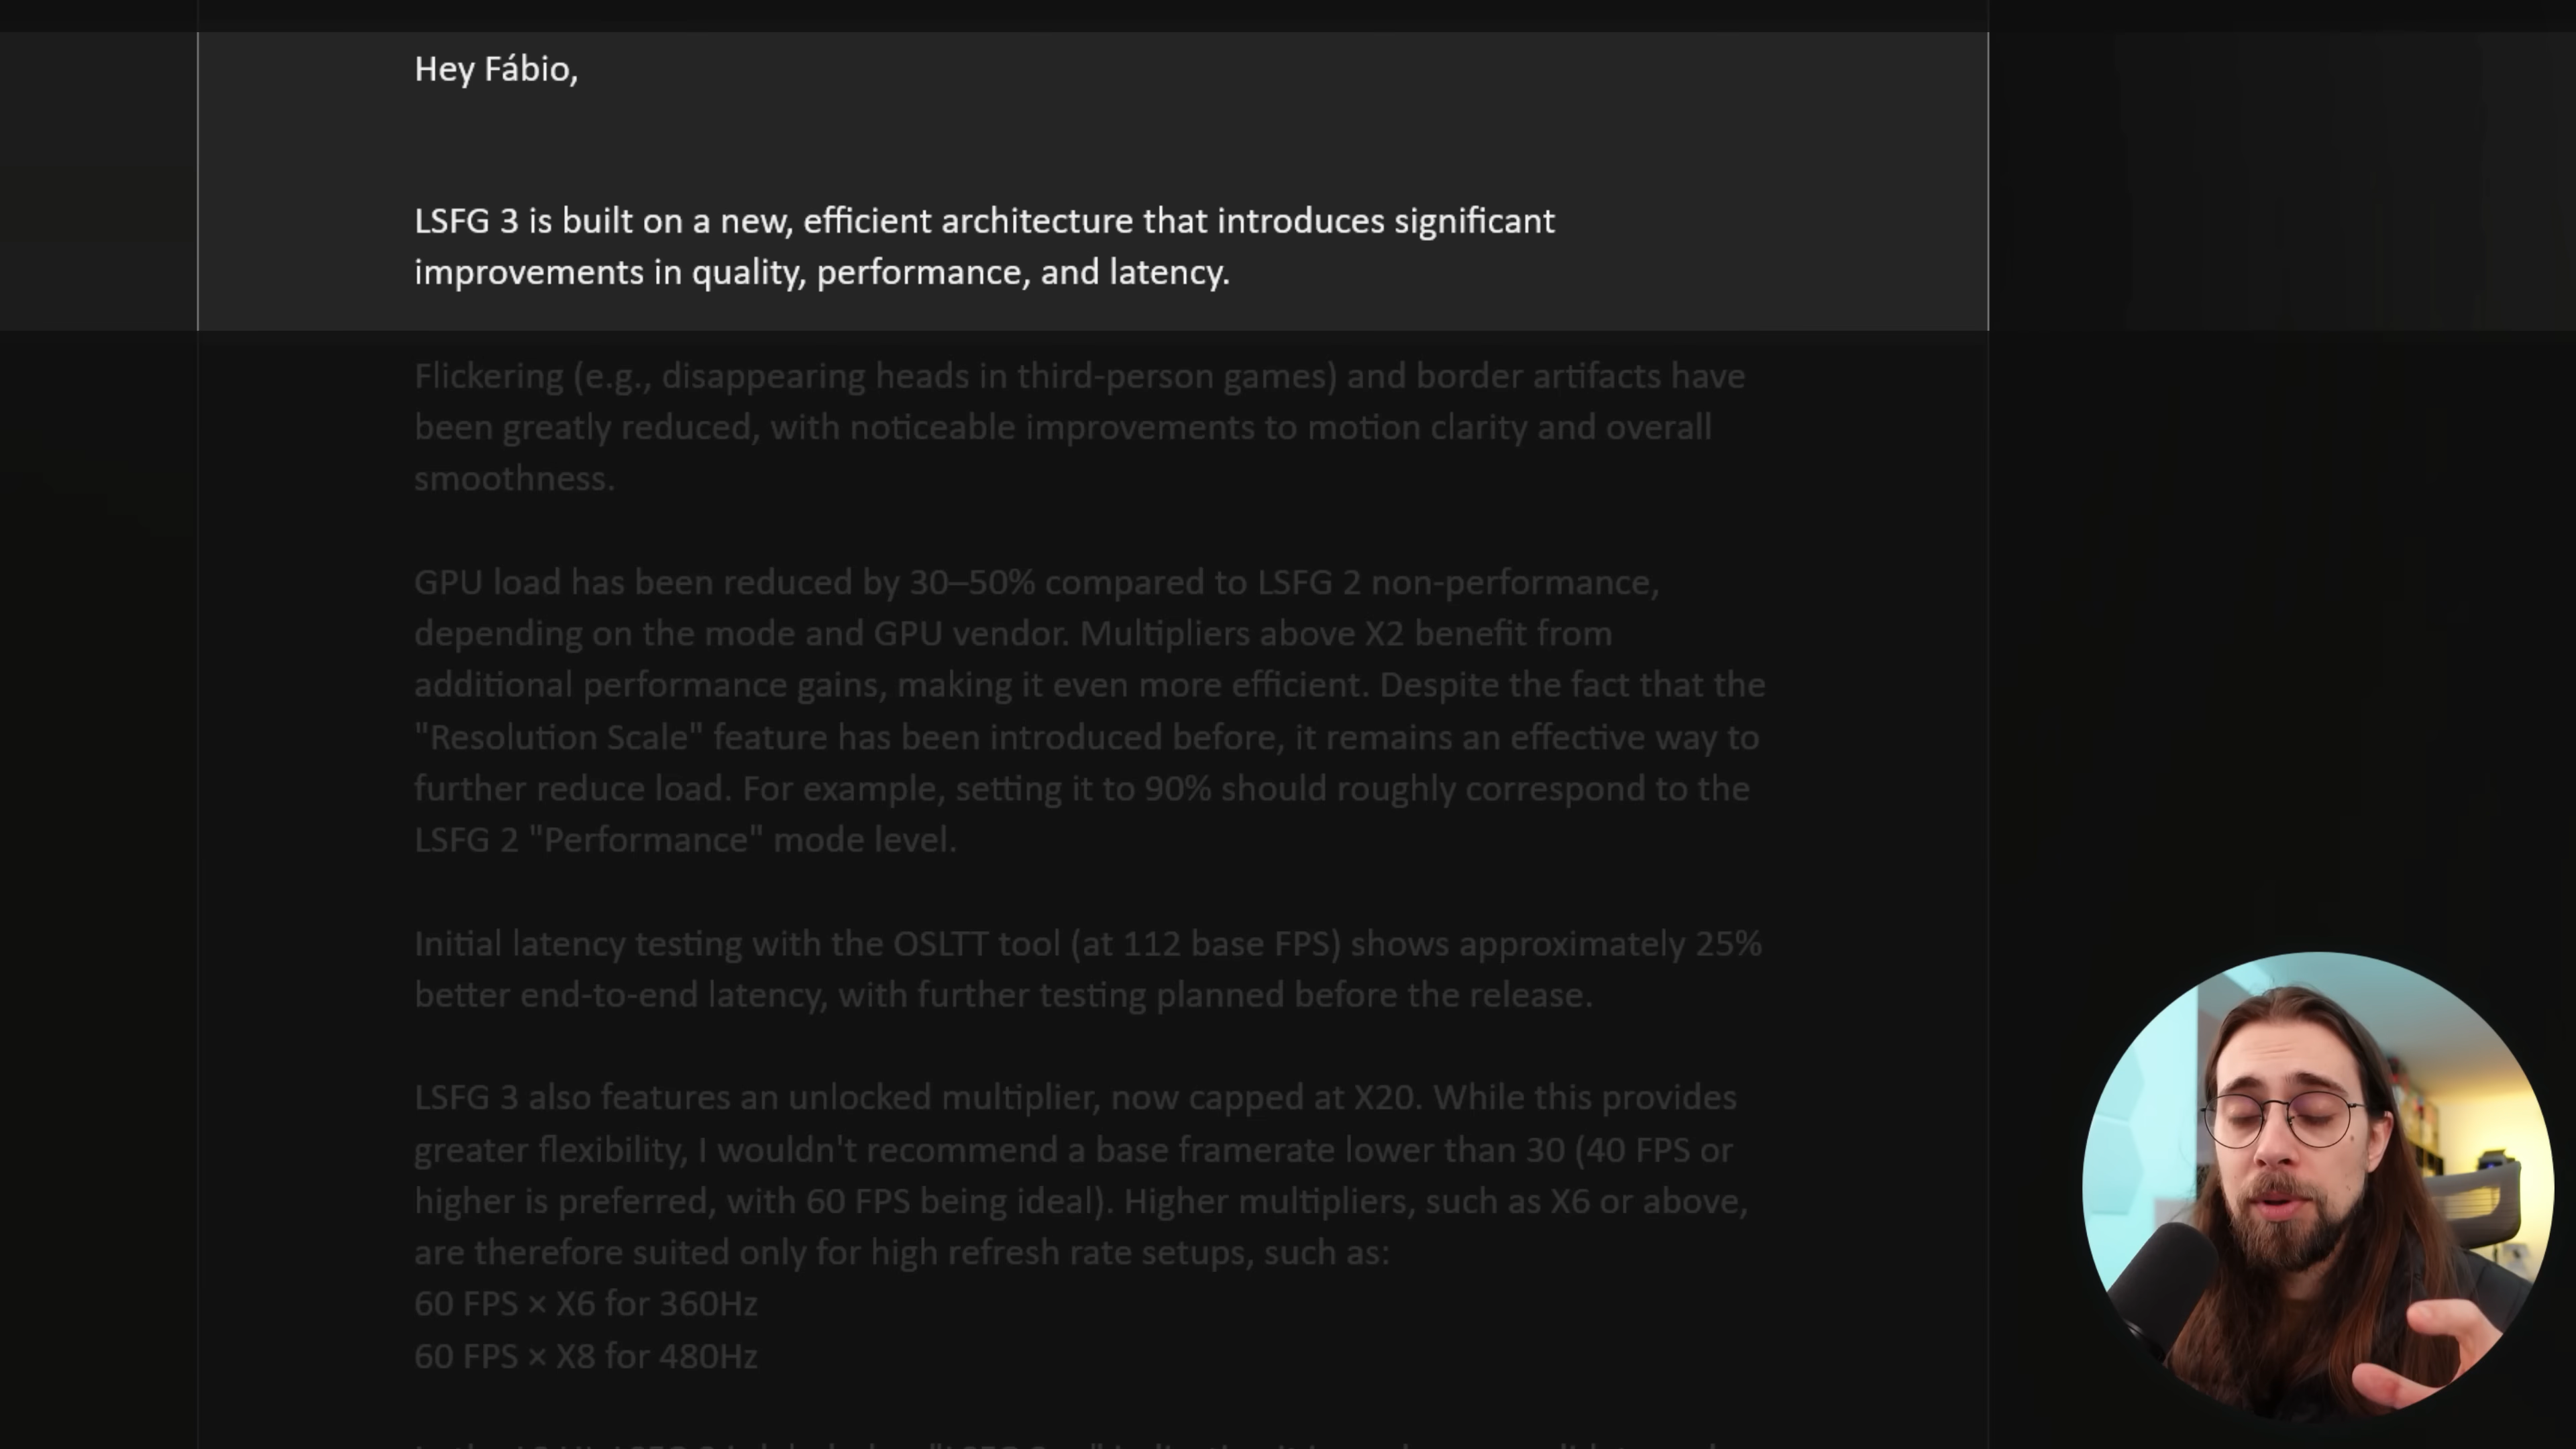 Hey Fábio,
LSFG 3 is built on a new, efficient architecture that introduces significant
improvements in quality, performance, and latency.
Flickering (e.g., disappearing heads in third-person games) and border artifacts have
been greatly reduced, with noticeable improvements to motion clarity and overall
smoothness.
GPU load has been reduced by 30–50% compared to LSFG 2 non-performance,
depending on the mode and GPU vendor. Multipliers above X2 benefit from
additional performance gains, making it even more efficient. Despite the fact that the
"Resolution Scale" feature has been introduced before, it remains an effective way to
further reduce load. For example, setting it to 90% should roughly correspond to the
LSFG 2 "Performance" mode level.
Initial latency testing with the OSLTT tool (at 112 base FPS) shows approximately 25%
better end-to-end latency, with further testing planned before the release.
LSFG 3 also features an unlocked multiplier, now capped at X20. While this provides
greater flexibility, I wouldn't recommend a base framerate lower than 30 (40 FPS or
higher is preferred, with 60 FPS being ideal). Higher multipliers, such as X6 or above,
are therefore suited only for high refresh rate setups, such as:
60 FPS × X6 for 360Hz
60 FPS × X8 for 480Hz